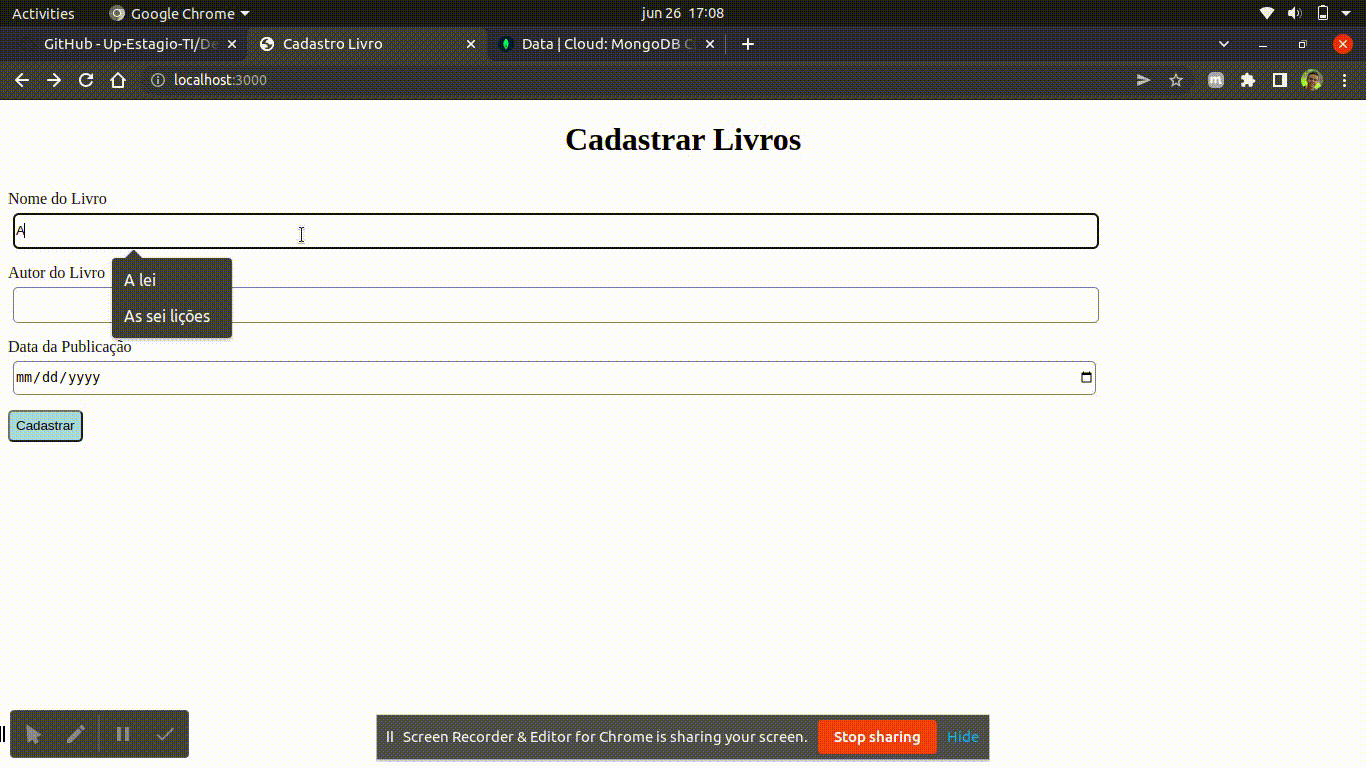 Activities Google Chrome jun 26 17:08
GitHub - Up-Estagio-TI/De Cadastro Livro Data | Cloud: MongoDB C
localhost:3000
Cadastrar Livros
Nome do Livro
A
A lei
As sei lições
Autor do Livro
Data da Publicação
mm/dd/yyyy
Cadastrar
Screen Recorder & Editor for Chrome is sharing your screen. Stop sharing Hide